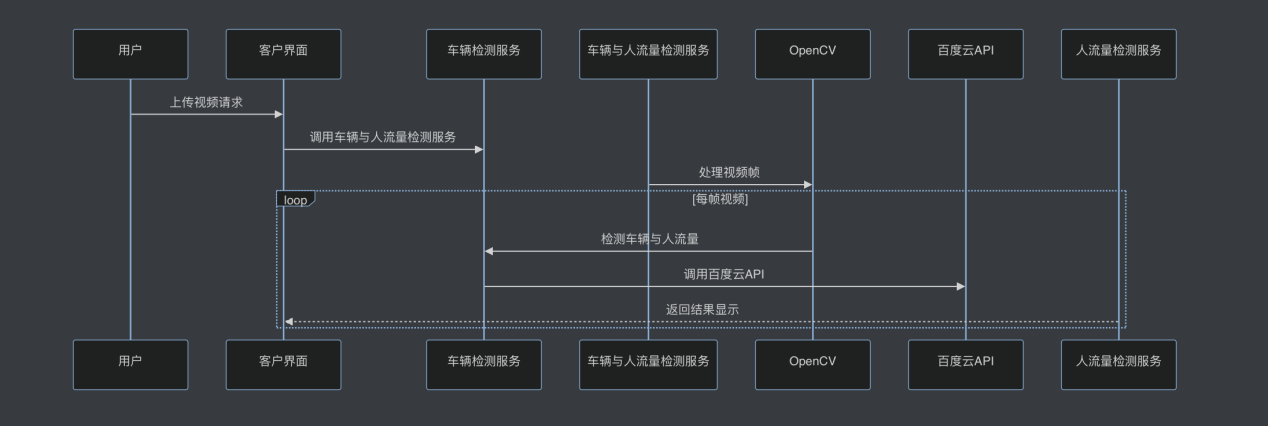 用户
客户界面
车辆检测服务
车辆与人流量检测服务
OpenCV
百度云API
人流量检测服务
上传视频请求
调用车辆与人流量检测服务
处理视频帧
loop
[每帧视频]
检测车辆与人流量
调用百度云API
返回结果显示
用户
客户界面
车辆检测服务
车辆与人流量检测服务
OpenCV
百度云API
人流量检测服务